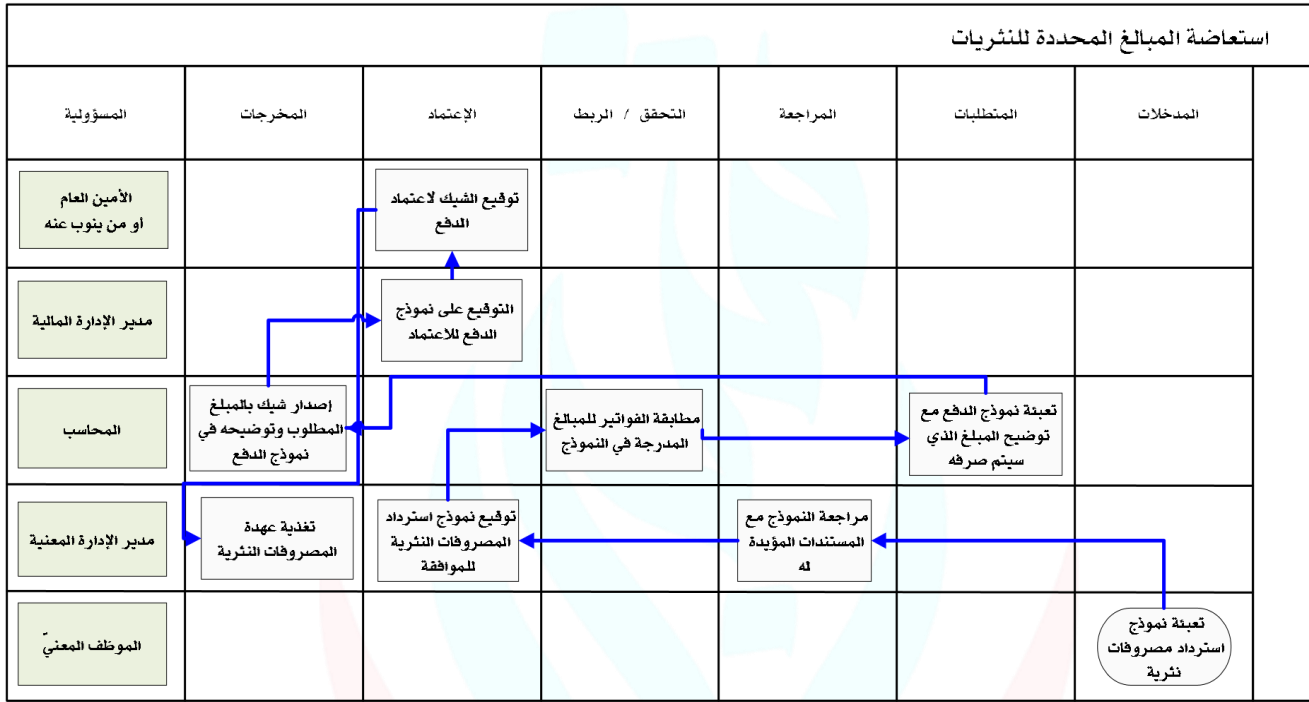 استعاضة المبالغ المحددة للنثريات
المدخلات
المتطلبات
المراجعة
التحقق / الربط
الإعتماد
المخرجات
المسؤولية
توقيع الشيك لاعتماد
الدفع
الأمين العام
أو من ينوب عنه
التوقيع على نموذج
الدفع للاعتماد
مدير الإدارة المالية
تعبئة نموذج الدفع مع
توضيح المبلغ الذي
سيتم صرفه
مطابقة الفواتير للمبالغ
المدرجة في النموذج
إصدار شيك بالمبلغ
المطلوب وتوضيحه في
نموذج الدفع
المحاسب
مراجعة النموذج مع
المستندات المؤيدة
له
توقيع نموذج استرداد
المصروفات النثرية
للموافقة
تغذية عهدة
المصروفات النثرية
مدير الإدارة المعنية
تعبئة نموذج
استرداد مصروفات
نثرية
الموظف المعنيّ